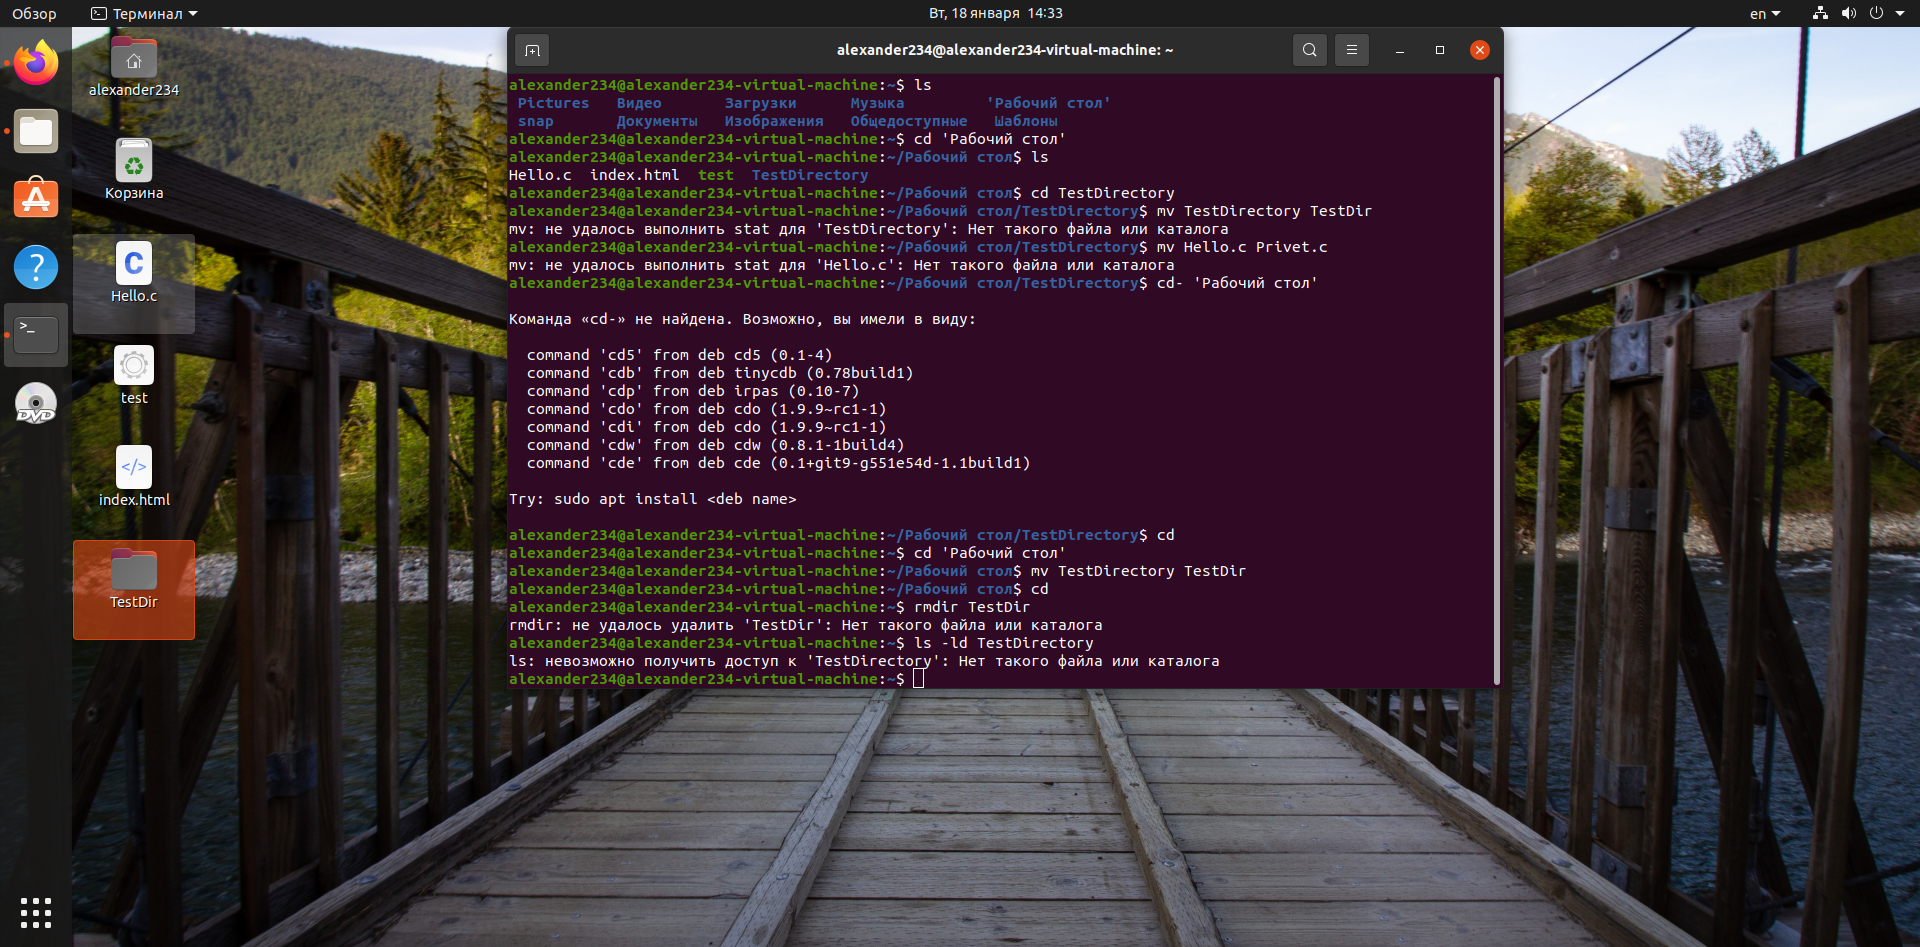 Обзор
Терминал
Вт, 18 января 14:33
en
alexander234
Корзина
C
Hello.c
test
</>
index.html
TestDir
?
>_
DVD
alexander234@alexander234-virtual-machine: ~
alexander234@alexander234-virtual-machine:~$ ls
Pictures Видео Загрузки Музыка 'Рабочий стол'
snap Документы Изображения Общедоступные Шаблоны
alexander234@alexander234-virtual-machine:~$ cd 'Рабочий стол'
alexander234@alexander234-virtual-machine:~/Рабочий стол$ ls
Hello.c index.html test TestDirectory
alexander234@alexander234-virtual-machine:~/Рабочий стол$ cd TestDirectory
alexander234@alexander234-virtual-machine:~/Рабочий стол/TestDirectory$ mv TestDirectory TestDir
mv: не удалось выполнить stat для 'TestDirectory': Нет такого файла или каталога
alexander234@alexander234-virtual-machine:~/Рабочий стол/TestDirectory$ mv Hello.c Privet.c
mv: не удалось выполнить stat для 'Hello.c': Нет такого файла или каталога
alexander234@alexander234-virtual-machine:~/Рабочий стол/TestDirectory$ cd- 'Рабочий стол'
Команда «cd-» не найдена. Возможно, вы имели в виду:
command 'cd5' from deb cd5 (0.1-4)
command 'cdb' from deb tinycdb (0.78build1)
command 'cdp' from deb irpas (0.10-7)
command 'cdo' from deb cdo (1.9.9~rc1-1)
command 'cdi' from deb cdo (1.9.9~rc1-1)
command 'cdw' from deb cdw (0.8.1-1build4)
command 'cde' from deb cde (0.1+git9-g551e54d-1.1build1)
Try: sudo apt install <deb name>
alexander234@alexander234-virtual-machine:~/Рабочий стол/TestDirectory$ cd
alexander234@alexander234-virtual-machine:~$ cd 'Рабочий стол'
alexander234@alexander234-virtual-machine:~/Рабочий стол$ mv TestDirectory TestDir
alexander234@alexander234-virtual-machine:~/Рабочий стол$ cd
alexander234@alexander234-virtual-machine:~$ rmdir TestDir
rmdir: не удалось удалить 'TestDir': Нет такого файла или каталога
alexander234@alexander234-virtual-machine:~$ ls -ld TestDirectory
ls: невозможно получить доступ к 'TestDirectory': Нет такого файла или каталога
alexander234@alexander234-virtual-machine:~$